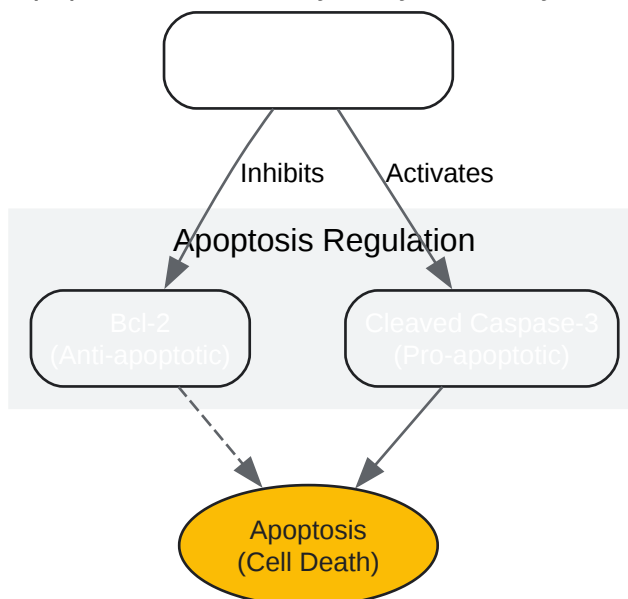 Inhibits
Activates
Apoptosis Regulation
Bcl-2
(Anti-apoptotic)
Cleaved Caspase-3
(Pro-apoptotic)
Apoptosis
(Cell Death)